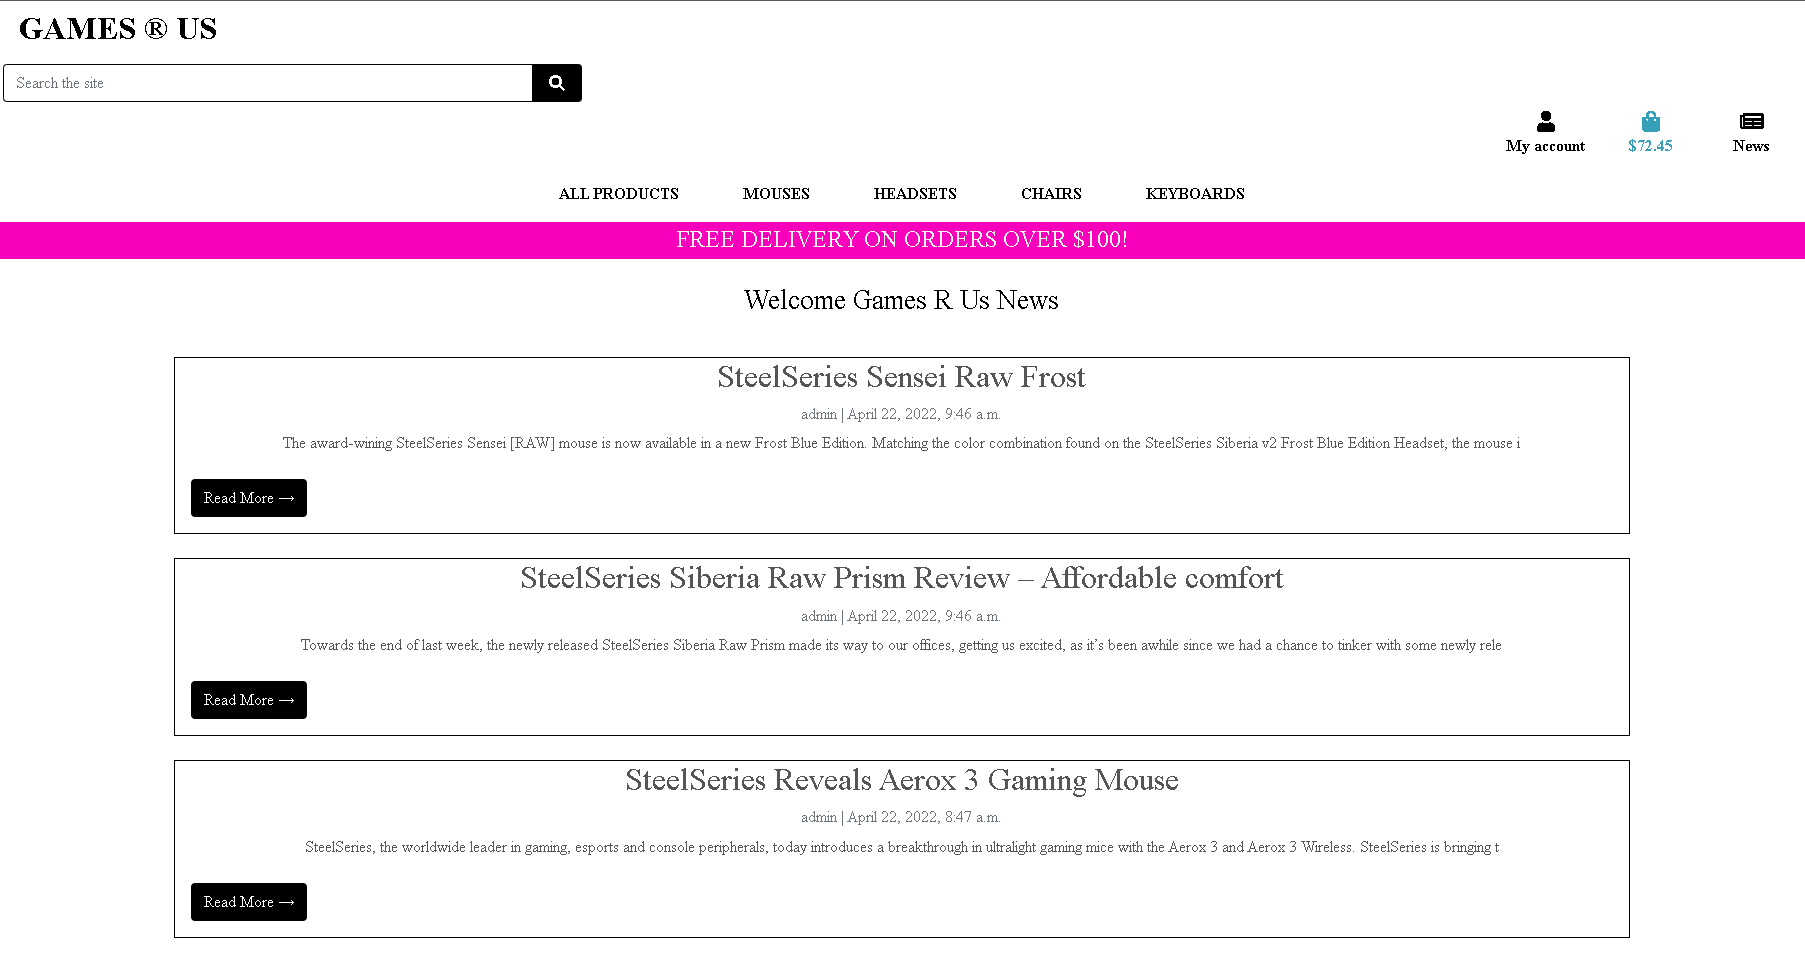 GAMES ® US
Search the site
My account
$72.45
News
ALL PRODUCTS
MOUSES
HEADSETS
CHAIRS
KEYBOARDS
FREE DELIVERY ON ORDERS OVER $100!
Welcome Games R Us News
SteelSeries Sensei Raw Frost
admin | April 22, 2022, 9:46 a.m.
The award-wining SteelSeries Sensei [RAW] mouse is now available in a new Frost Blue Edition. Matching the color combination found on the SteelSeries Siberia v2 Frost Blue Edition Headset, the mouse i
Read More →
SteelSeries Siberia Raw Prism Review – Affordable comfort
admin | April 22, 2022, 9:46 a.m.
Towards the end of last week, the newly released SteelSeries Siberia Raw Prism made its way to our offices, getting us excited, as it’s been awhile since we had a chance to tinker with some newly rele
Read More →
SteelSeries Reveals Aerox 3 Gaming Mouse
admin | April 22, 2022, 8:47 a.m.
SteelSeries, the worldwide leader in gaming, esports and console peripherals, today introduces a breakthrough in ultralight gaming mice with the Aerox 3 and Aerox 3 Wireless. SteelSeries is bringing t
Read More →